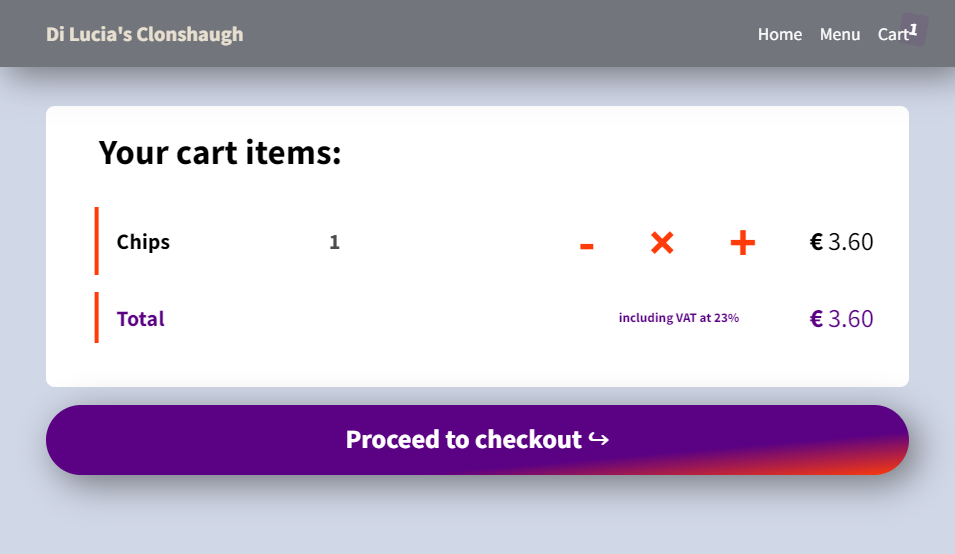 Di Lucia's Clonshaugh Home Menu Cart 1
Your cart items:
Chips 1 - × + € 3.60
Total including VAT at 23% € 3.60
Proceed to checkout ↪